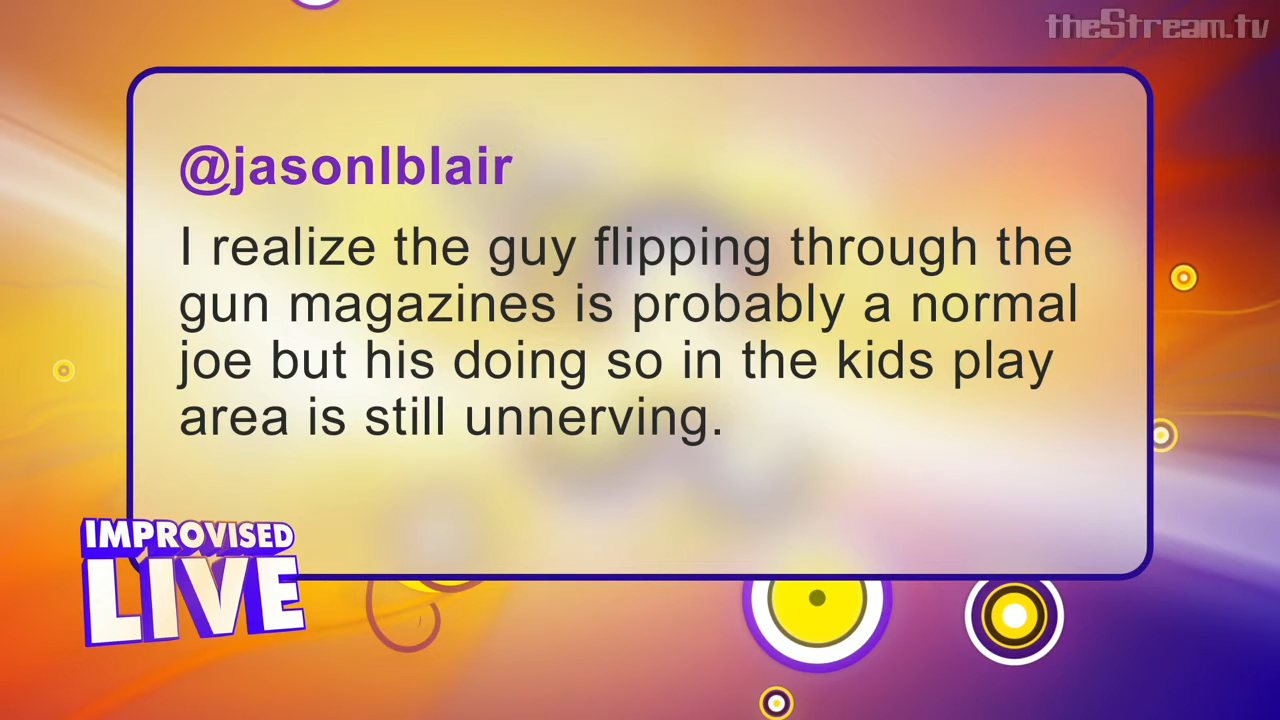 theStream.tv
@jasonlblair
I realize the guy flipping through the
gun magazines is probably a normal
joe but his doing so in the kids play
area is still unnerving.
IMPROVISED
LIVE